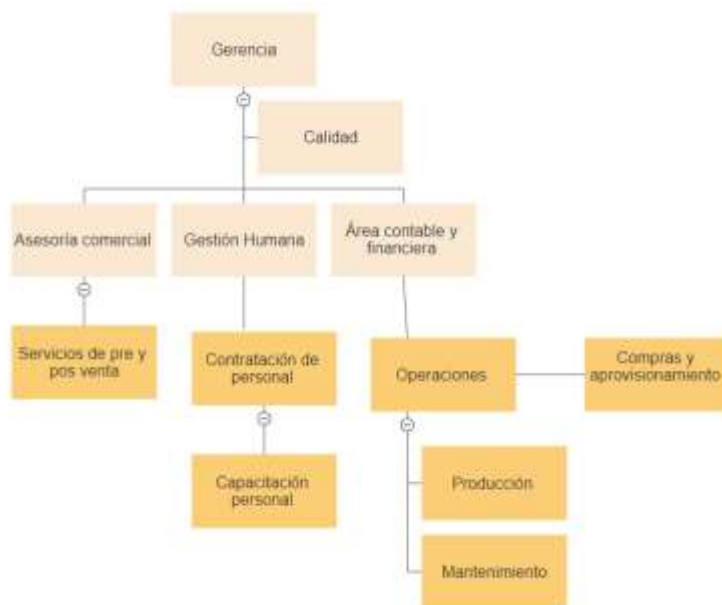 Gerencia
Calidad
Asesoría comercial
Gestión Humana
Área contable y
financiera
Servicios de pre y
pos venta
Contratación de
personal
Operaciones
Compras y
aprovisionamiento
Capacitación
personal
Producción
Mantenimiento